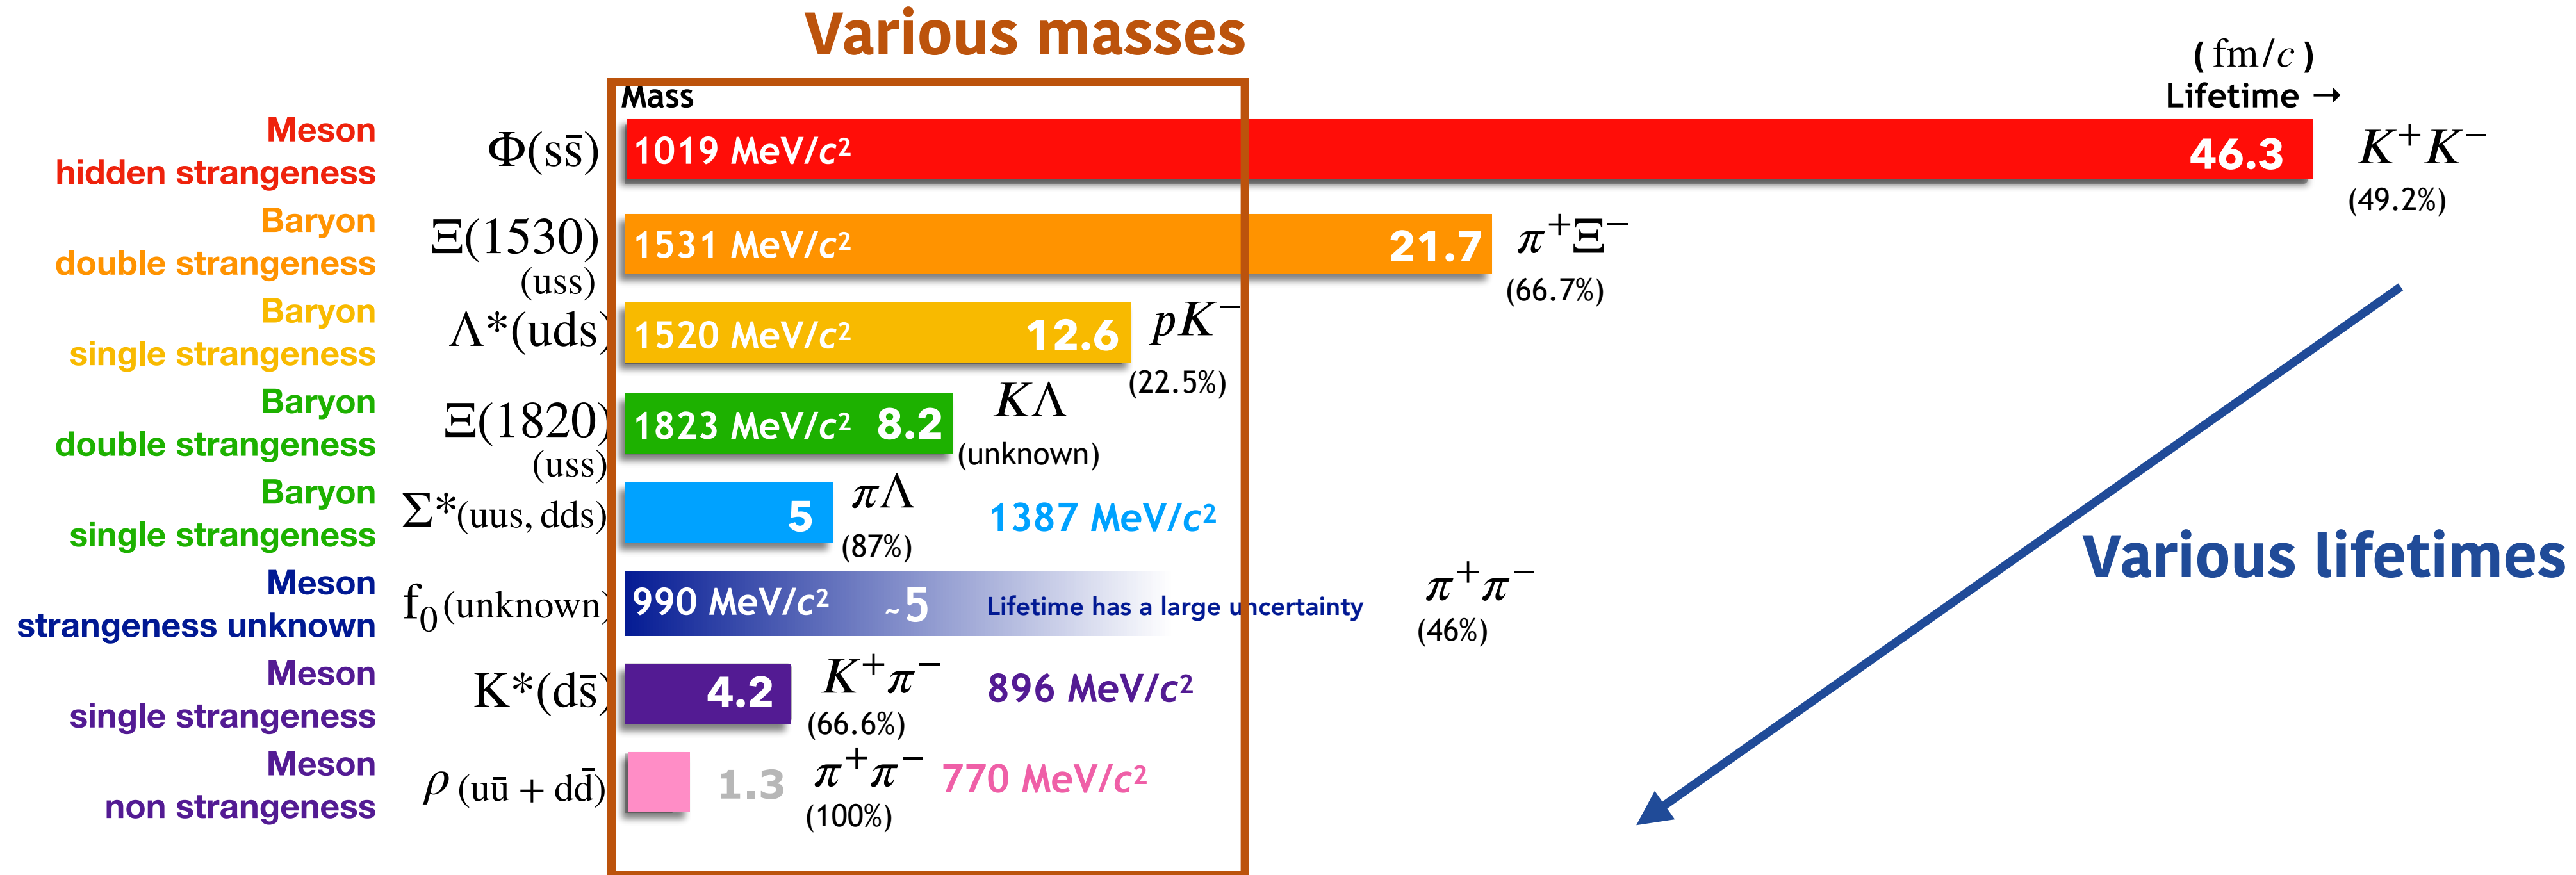 Various masses
( fm/c )
Mass
Lifetime →
Meson
hidden strangeness
Φ(ss̄)
1019 MeV/c²
46.3
K⁺K⁻
(49.2%)
Baryon
double strangeness
Ξ(1530)
(uss)
1531 MeV/c²
21.7
π⁺Ξ⁻
(66.7%)
Baryon
single strangeness
Λ*(uds)
1520 MeV/c²
12.6
pK⁻
(22.5%)
Baryon
double strangeness
Ξ(1820)
(uss)
1823 MeV/c²
8.2
KΛ
(unknown)
Baryon
single strangeness
Σ*(uus, dds)
5
πΛ
(87%)
1387 MeV/c²
Various lifetimes
Meson
strangeness unknown
f₀(unknown)
990 MeV/c²
~5
Lifetime has a large uncertainty
π⁺π⁻
(46%)
Meson
single strangeness
K*(ds̄)
4.2
K⁺π⁻
(66.6%)
896 MeV/c²
Meson
non strangeness
ρ (uū + dd̄)
1.3
π⁺π⁻
(100%)
770 MeV/c²